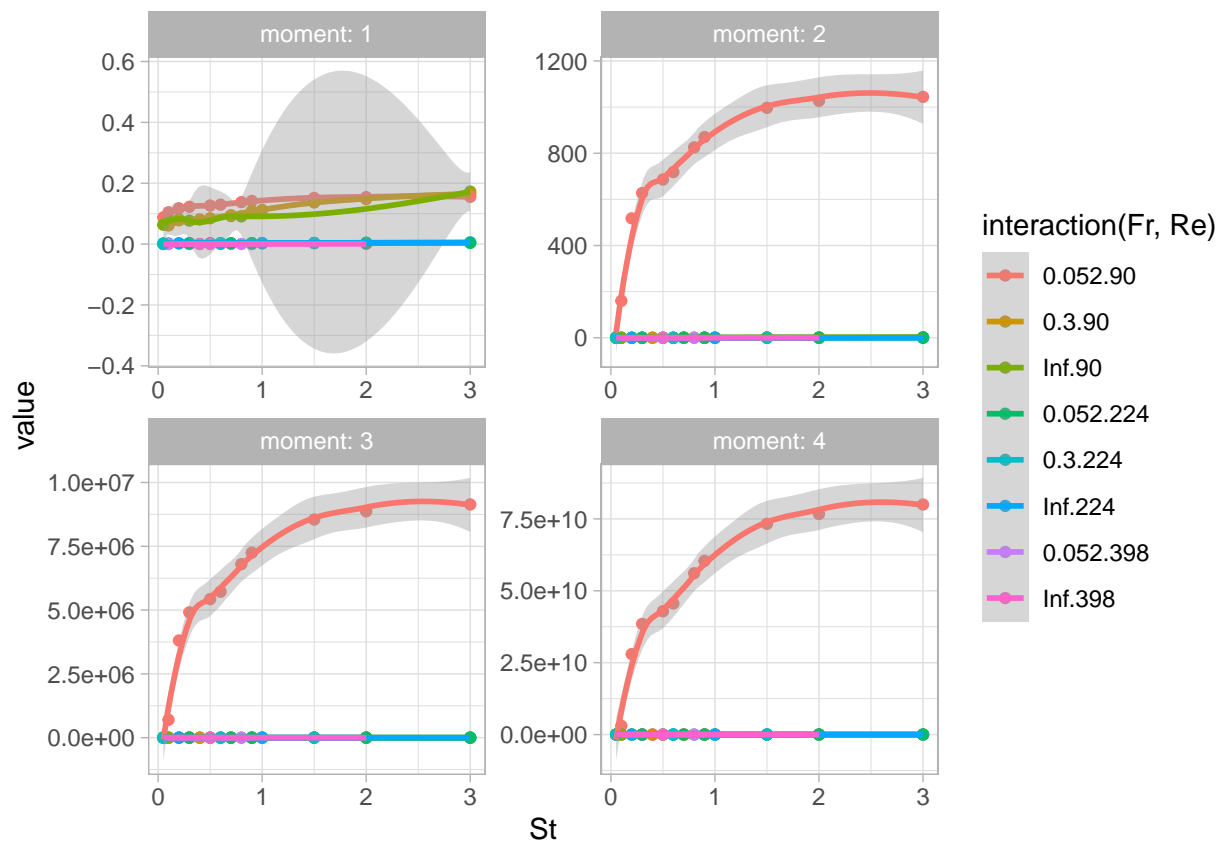 moment: 1
moment: 2
0.6
0.4
0.2
0.0
−0.2
−0.4
0
1
2
3
1200
800
400
0
0
1
2
3
moment: 3
moment: 4
1.0e+07
7.5e+06
5.0e+06
2.5e+06
0.0e+00
0
1
2
3
7.5e+10
5.0e+10
2.5e+10
0.0e+00
0
1
2
3
value
St
interaction(Fr, Re)
0.052.90
0.3.90
Inf.90
0.052.224
0.3.224
Inf.224
0.052.398
Inf.398